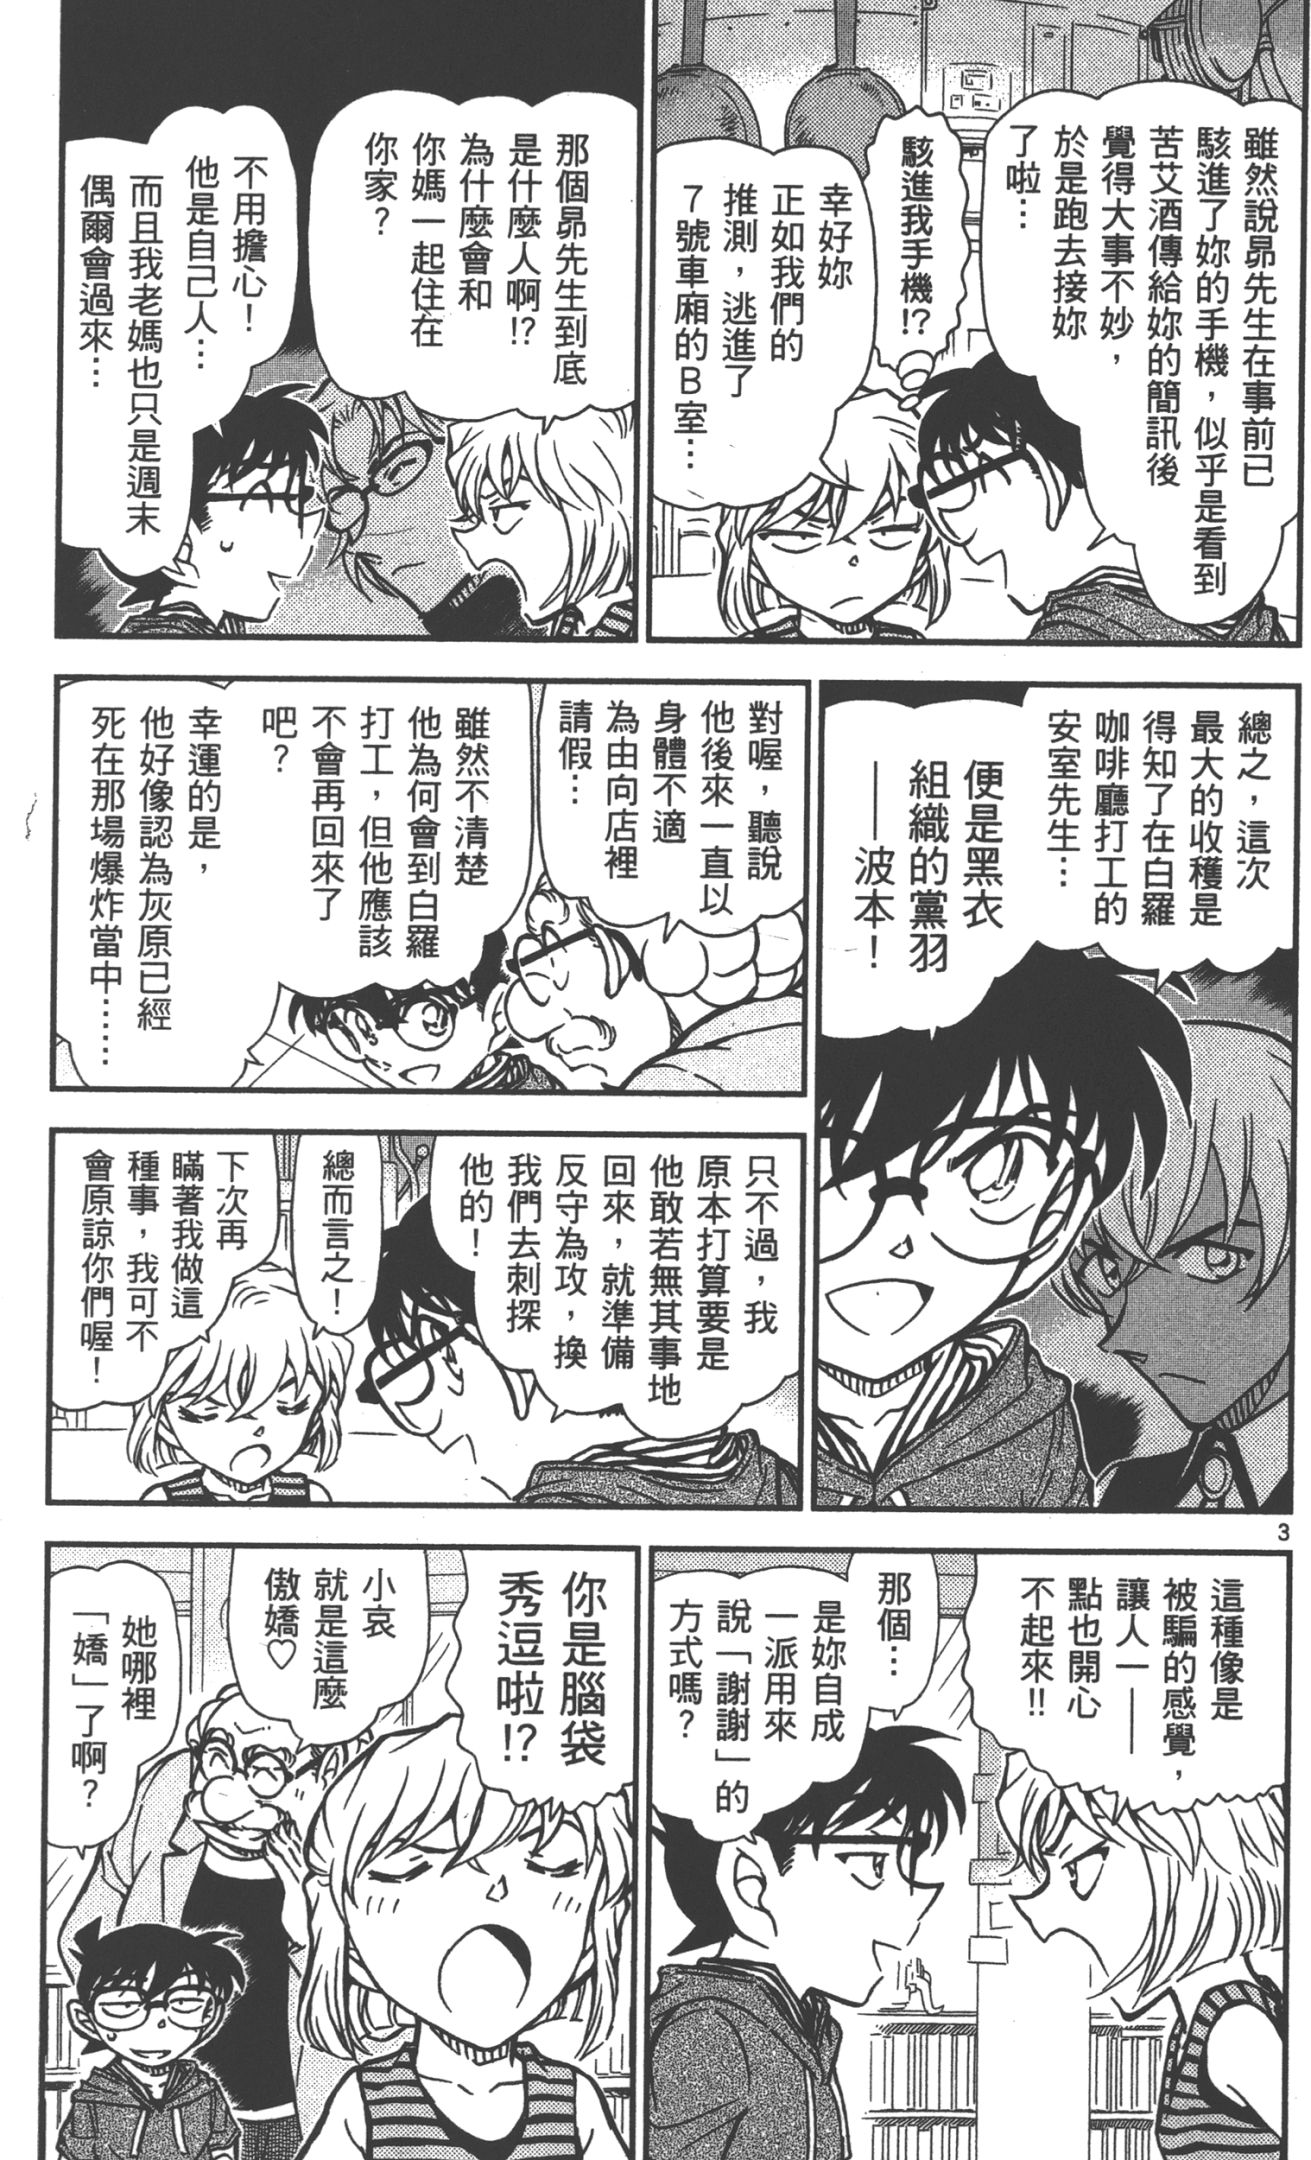 雖然說昴先生在事前已
駭進了妳的手機，似乎是看到
苦艾酒傳給妳的簡訊後
覺得大事不妙，
於是跑去接妳
了啦…
駭進我手機!?
幸好妳
正如我們的
推測，逃進了
7號車廂的B室…
那個昴先生到底
是什麼人啊!?
為什麼會和
你媽一起住在
你家？
不用擔心！
他是自己人…
而且我老媽也只是週末
偶爾會過來…
總之，這次
最大的收穫是
得知了在白羅
咖啡廳打工的
安室先生…
便是黑衣
組織的黨羽
——波本！
對喔，聽說
他後來一直以
身體不適
為由向店裡
請假…
雖然不清楚
他為何會到白羅
打工，但他應該
不會再回來了
吧？
幸運的是，
他好像認為灰原已經
死在那場爆炸當中……
只不過，我
原本打算要是
他敢若無其事地
回來，就準備
反守為攻，換
我們去刺探
他的！
總而言之！
下次再
瞞著我做這
種事，我可不
會原諒你們喔！
3
這種像是
被騙的感覺，
讓人一——
點也開心
不起來!!
那個…
是妳自成
一派用來
說「謝謝」的
方式嗎？
你是腦袋
秀逗啦!?
小哀
就是這麼
傲嬌♡
她哪裡
「嬌」了啊？